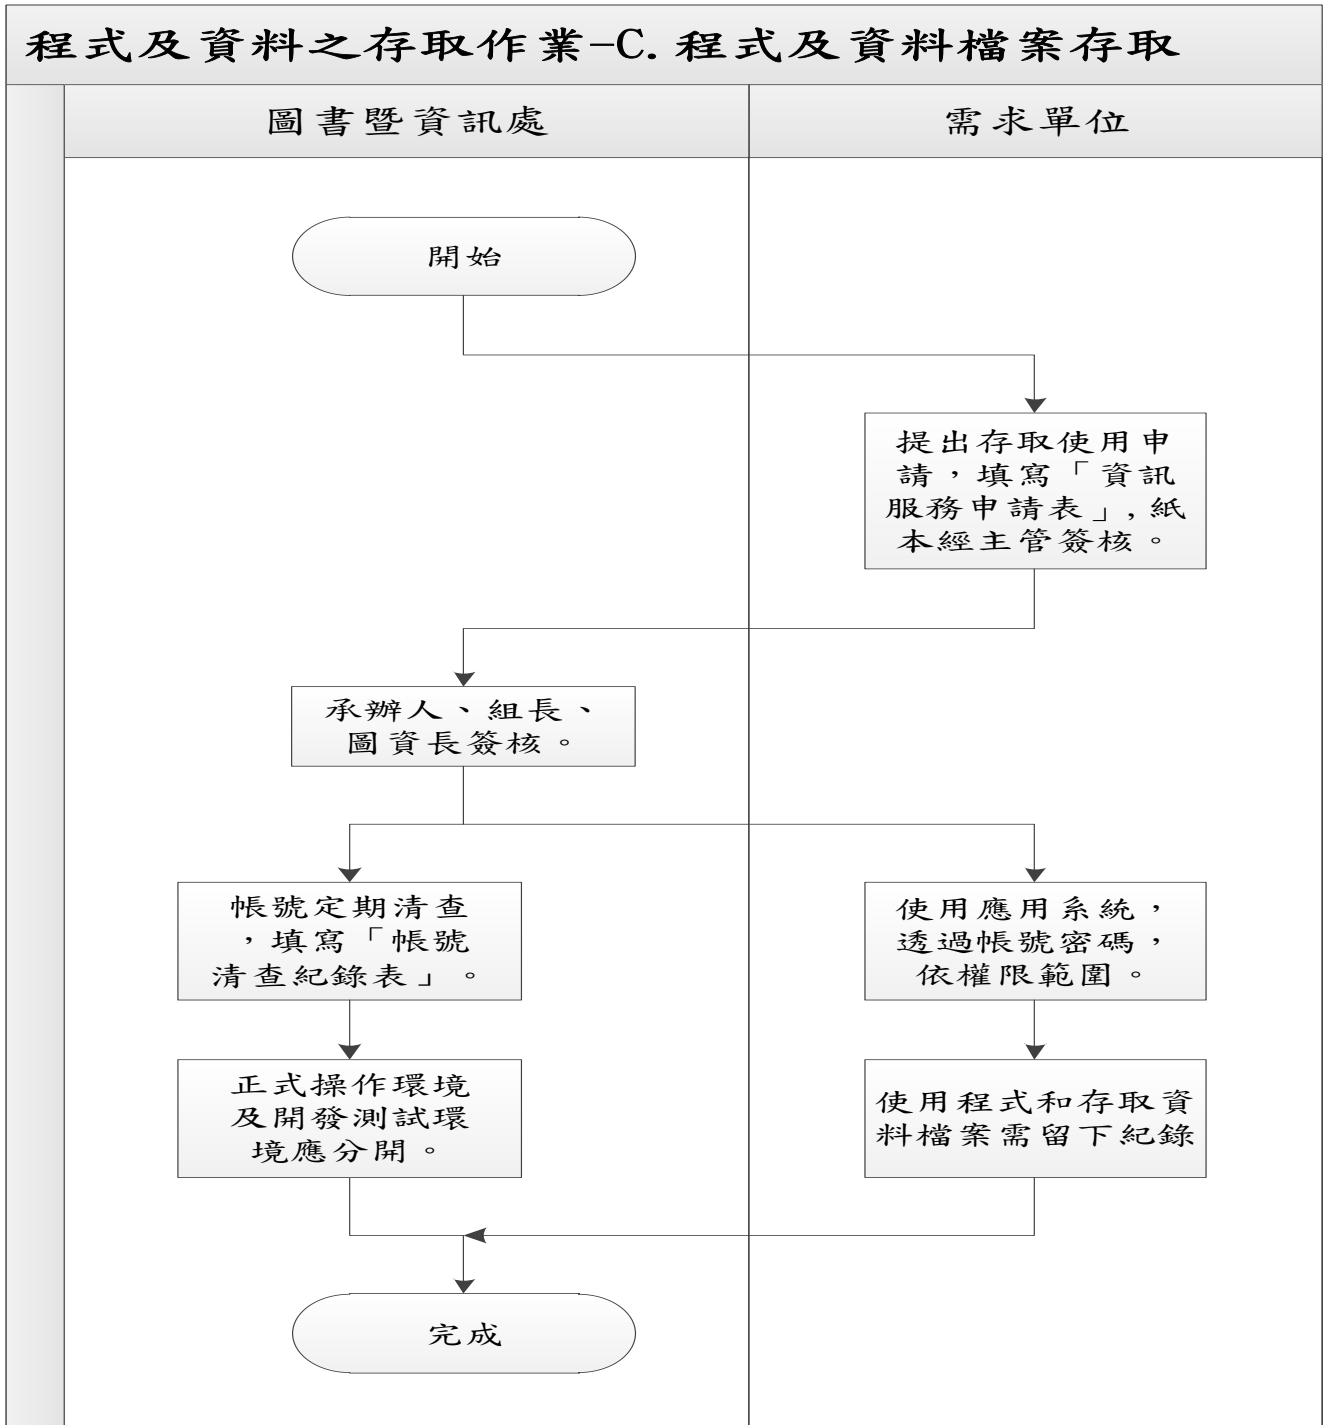 程式及資料之存取作業-C.程式及資料檔案存取
圖書暨資訊處
需求單位
開始
提出存取使用申
請，填寫「資訊
服務申請表」,紙
本經主管簽核。
承辦人、組長、
圖資長簽核。
帳號定期清查
，填寫「帳號
清查紀錄表」。
使用應用系統，
透過帳號密碼，
依權限範圍。
正式操作環境
及開發測試環
境應分開。
使用程式和存取資
料檔案需留下紀錄
完成